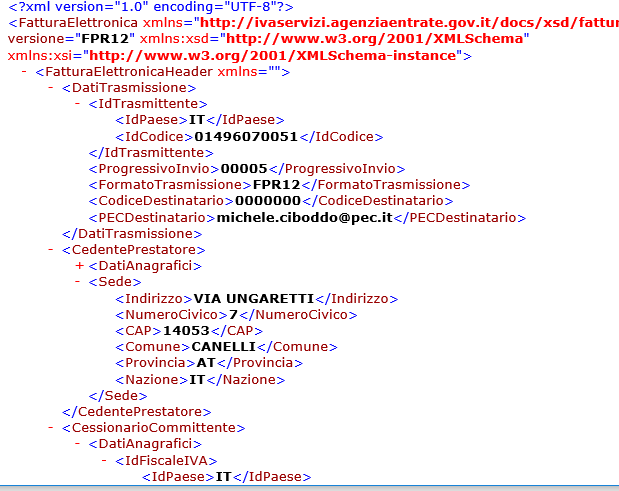 <?xml version="1.0" encoding="UTF-8"?>
<FatturaElettronica xmlns="http://ivaservizi.agenziaentrate.gov.it/docs/xsd/fattu
versione="FPR12" xmlns:xsd="http://www.w3.org/2001/XMLSchema"
xmlns:xsi="http://www.w3.org/2001/XMLSchema-instance">
- <FatturaElettronicaHeader xmlns="">
- <DatiTrasmissione>
- <IdTrasmittente>
<IdPaese>IT</IdPaese>
<IdCodice>01496070051</IdCodice>
</IdTrasmittente>
<ProgressivoInvio>00005</ProgressivoInvio>
<FormatoTrasmissione>FPR12</FormatoTrasmissione>
<CodiceDestinatario>0000000</CodiceDestinatario>
<PECDestinatario>michele.ciboddo@pec.it</PECDestinatario>
</DatiTrasmissione>
- <CedentePrestatore>
+ <DatiAnagrafici>
- <Sede>
<Indirizzo>VIA UNGARETTI</Indirizzo>
<NumeroCivico>7</NumeroCivico>
<CAP>14053</CAP>
<Comune>CANELLI</Comune>
<Provincia>AT</Provincia>
<Nazione>IT</Nazione>
</Sede>
</CedentePrestatore>
- <CessionarioCommittente>
- <DatiAnagrafici>
- <IdFiscaleIVA>
<IdPaese>IT</IdPaese>